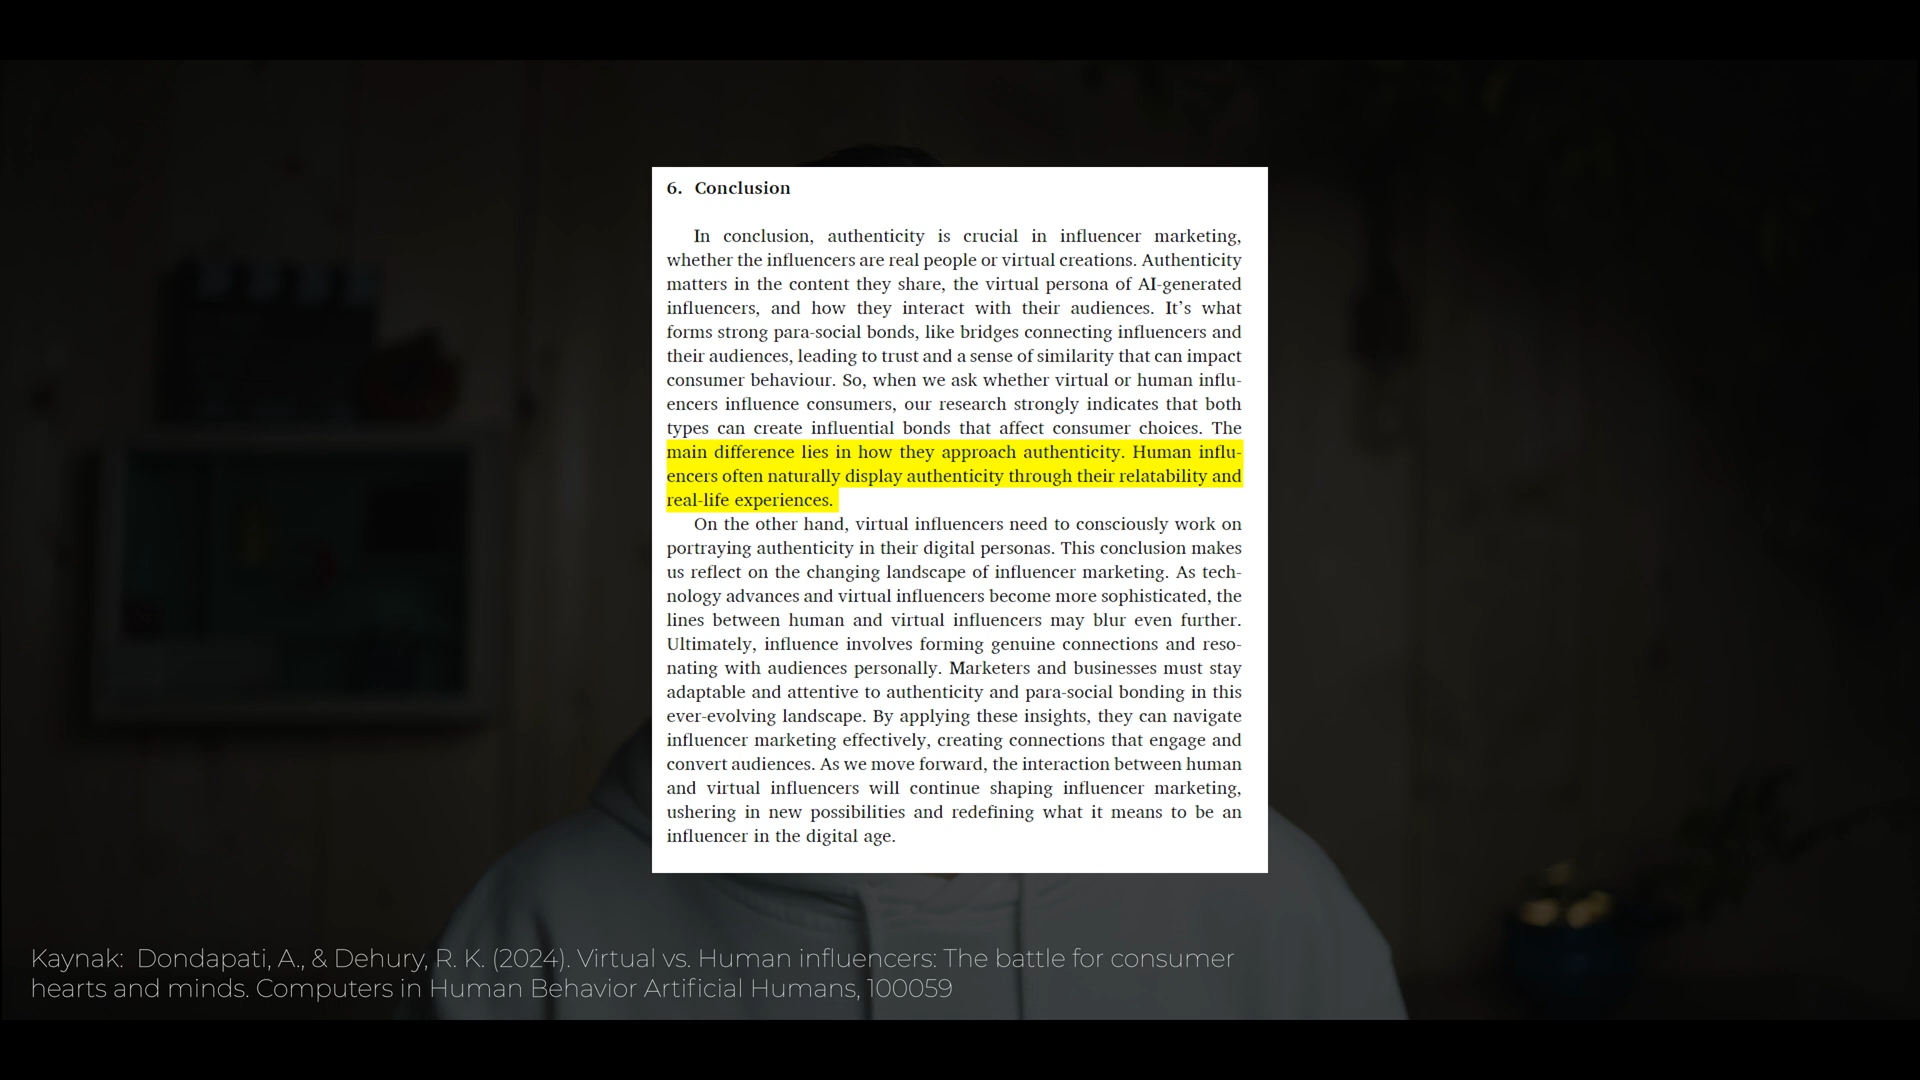 6. Conclusion
In conclusion, authenticity is crucial in influencer marketing,
whether the influencers are real people or virtual creations. Authenticity
matters in the content they share, the virtual persona of AI-generated
influencers, and how they interact with their audiences. It's what
forms strong para-social bonds, like bridges connecting influencers and
their audiences, leading to trust and a sense of similarity that can impact
consumer behaviour. So, when we ask whether virtual or human influ-
encers influence consumers, our research strongly indicates that both
types can create influential bonds that affect consumer choices. The
main difference lies in how they approach authenticity. Human influ-
encers often naturally display authenticity through their relatability and
real-life experiences.
On the other hand, virtual influencers need to consciously work on
portraying authenticity in their digital personas. This conclusion makes
us reflect on the changing landscape of influencer marketing. As tech-
nology advances and virtual influencers become more sophisticated, the
lines between human and virtual influencers may blur even further.
Ultimately, influence involves forming genuine connections and reso-
nating with audiences personally. Marketers and businesses must stay
adaptable and attentive to authenticity and para-social bonding in this
ever-evolving landscape. By applying these insights, they can navigate
influencer marketing effectively, creating connections that engage and
convert audiences. As we move forward, the interaction between human
and virtual influencers will continue shaping influencer marketing,
ushering in new possibilities and redefining what it means to be an
influencer in the digital age.
Kaynak: Dondapati, A., & Dehury, R. K. (2024). Virtual vs. Human influencers: The battle for consumer
hearts and minds. Computers in Human Behavior Artificial Humans, 100059